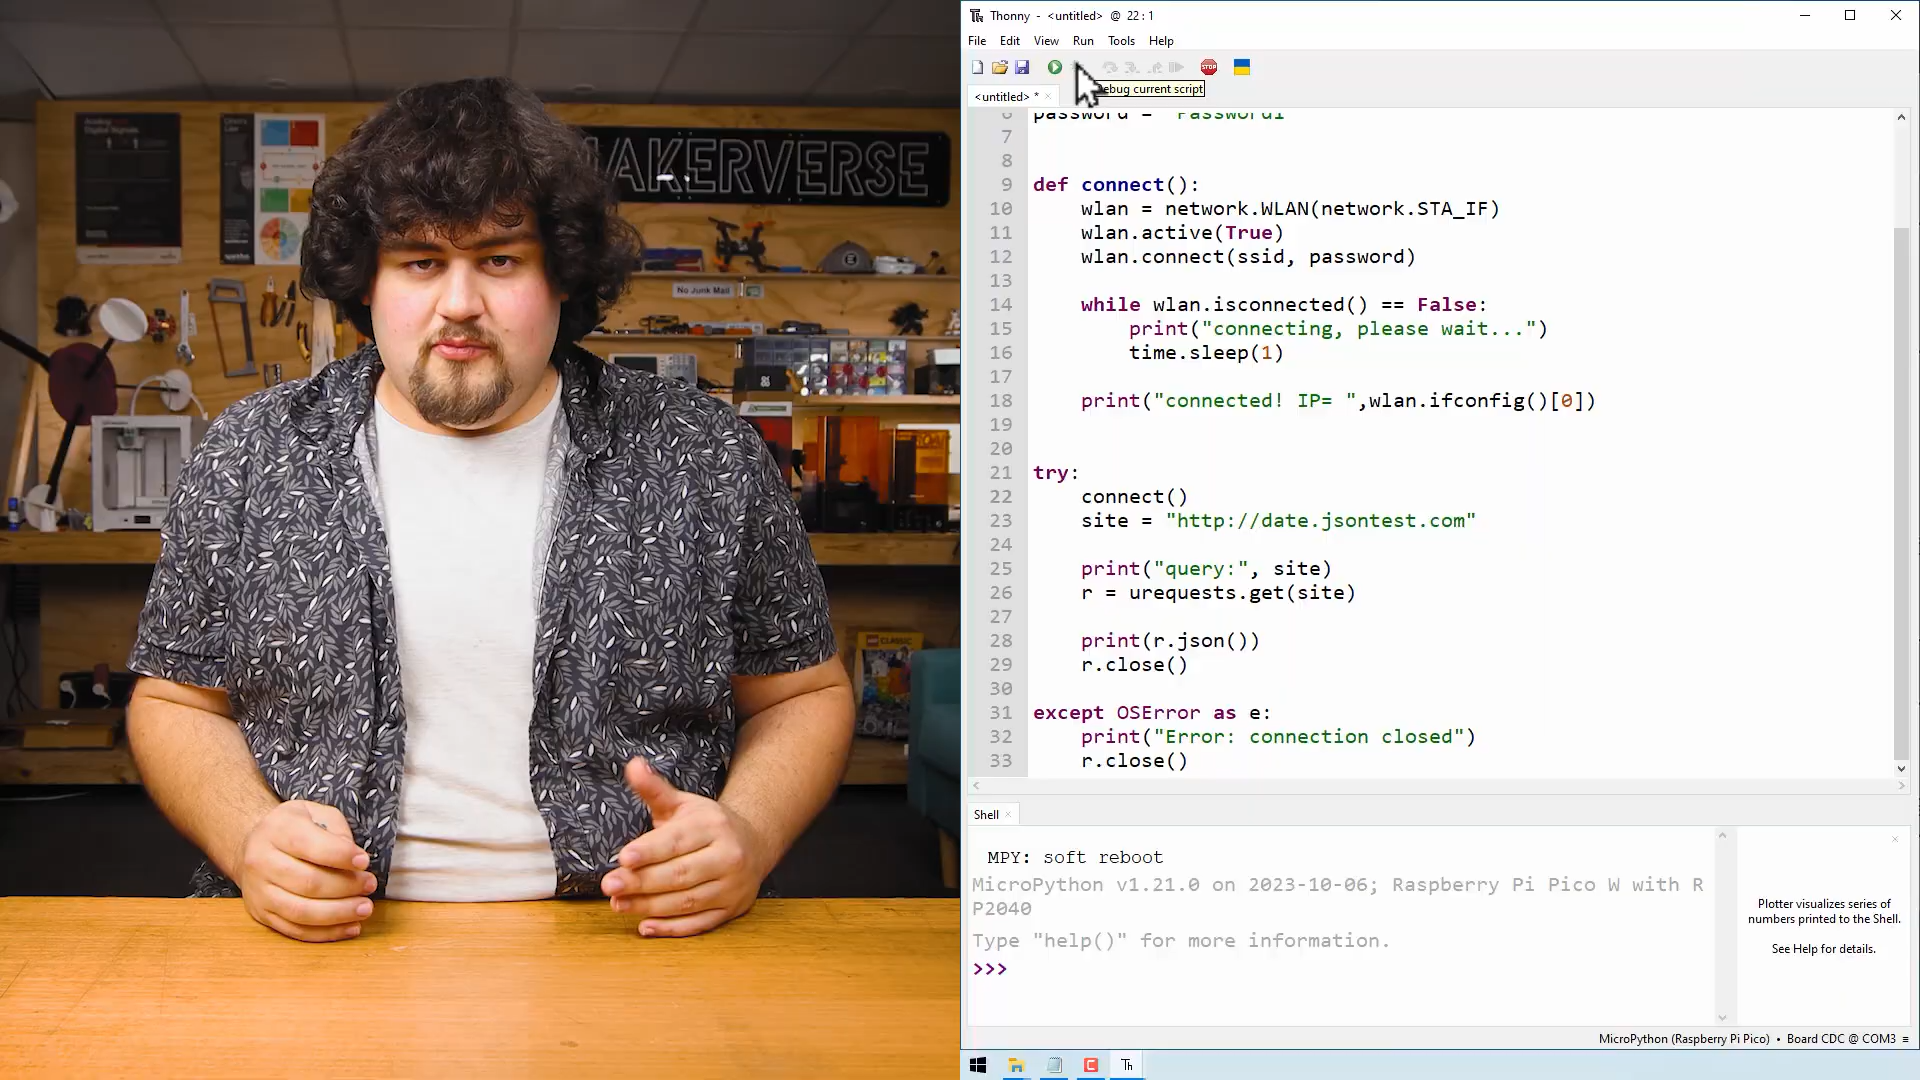 AKERVERSE
No Junk Mail
LEGO CLASSIC
Thonny - <untitled> @ 22 : 1
File Edit View Run Tools Help
STOP
ebug current script
<untitled> *
6 password = "Password1"
7
8
9 def connect():
10 wlan = network.WLAN(network.STA_IF)
11 wlan.active(True)
12 wlan.connect(ssid, password)
13
14 while wlan.isconnected() == False:
15 print("connecting, please wait...")
16 time.sleep(1)
17
18 print("connected! IP= ",wlan.ifconfig()[0])
19
20
21 try:
22 connect()
23 site = "http://date.jsontest.com"
24
25 print("query:", site)
26 r = urequests.get(site)
27
28 print(r.json())
29 r.close()
30
31 except OSError as e:
32 print("Error: connection closed")
33 r.close()
Shell
MPY: soft reboot
MicroPython v1.21.0 on 2023-10-06; Raspberry Pi Pico W with R
P2040
Type "help()" for more information.
>>>
Plotter visualizes series of
numbers printed to the Shell.
See Help for details.
MicroPython (Raspberry Pi Pico) • Board CDC @ COM3 ≡
Th